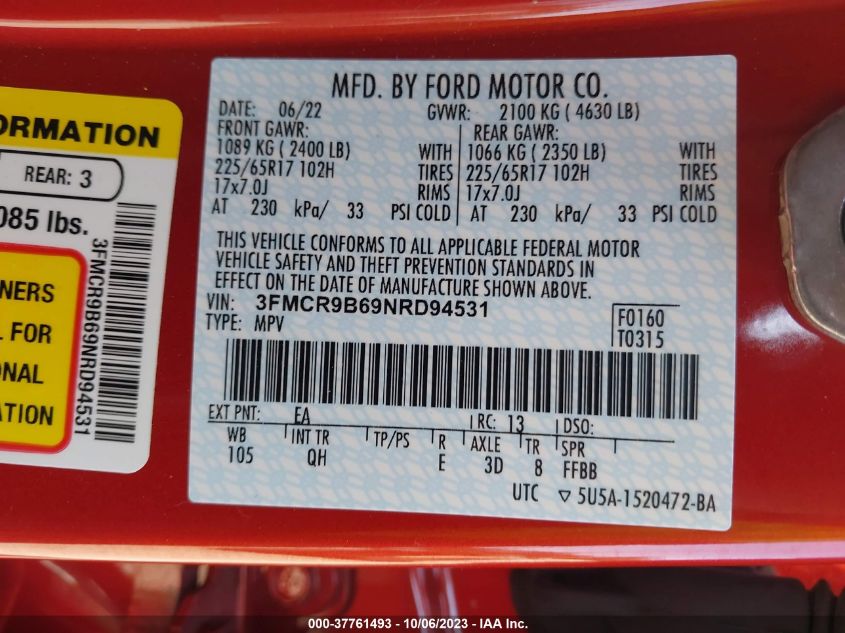 ORMATION
REAR: 3
085 lbs.
NERS
L FOR
ONAL
ATION
3FMCR9B69NRD94531
MFD. BY FORD MOTOR CO.
DATE: 06/22 GVWR: 2100 KG ( 4630 LB)
FRONT GAWR: REAR GAWR:
1089 KG ( 2400 LB) WITH 1066 KG ( 2350 LB) WITH
225/65R17 102H TIRES 225/65R17 102H TIRES
17x7.0J RIMS 17x7.0J RIMS
AT 230 kPa/ 33 PSI COLD AT 230 kPa/ 33 PSI COLD
THIS VEHICLE CONFORMS TO ALL APPLICABLE FEDERAL MOTOR
VEHICLE SAFETY AND THEFT PREVENTION STANDARDS IN
EFFECT ON THE DATE OF MANUFACTURE SHOWN ABOVE.
VIN: 3FMCR9B69NRD94531
TYPE: MPV
F0160
T0315
EXT PNT: EA RC: 13 DSO:
WB INT TR TP/PS R AXLE TR SPR
105 QH E 3D 8 FFBB
UTC ▽ 5U5A-1520472-BA
000-37761493 - 10/06/2023 - IAA Inc.